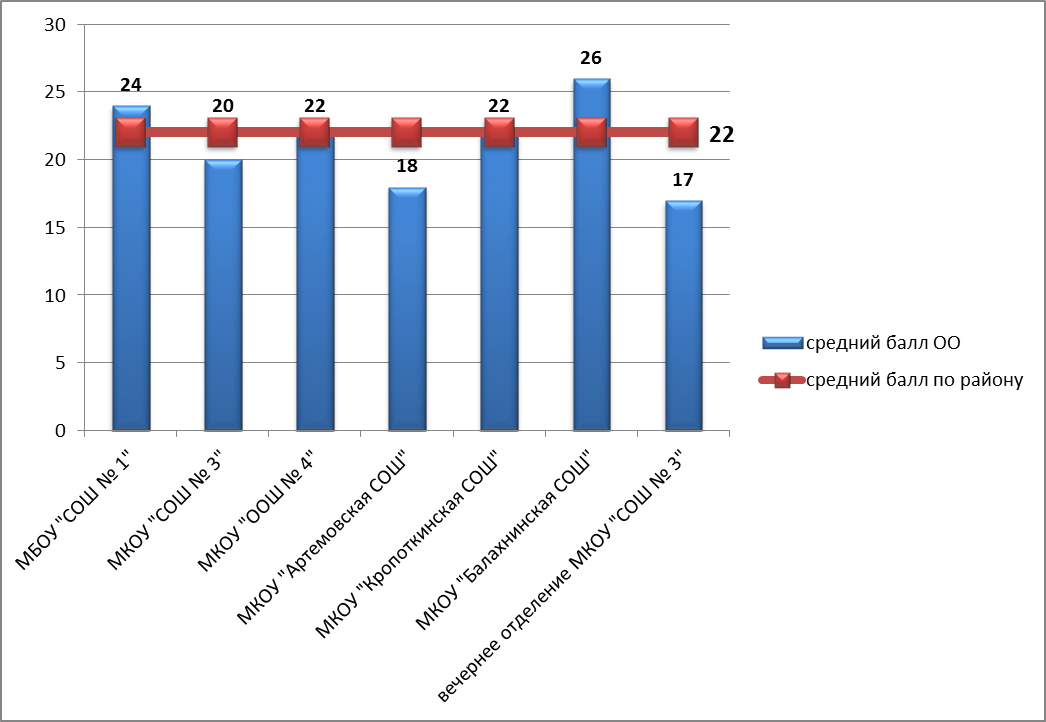 30
25
20
15
10
5
0
24
20
22
18
22
26
17
22
МБОУ "СОШ № 1"
МКОУ "СОШ № 3"
МКОУ "ООШ № 4"
МКОУ "Артемовская СОШ"
МКОУ "Кропоткинская СОШ"
МКОУ "Балахнинская СОШ"
вечернее отделение МКОУ "СОШ № 3"
средний балл ОО
средний балл по району